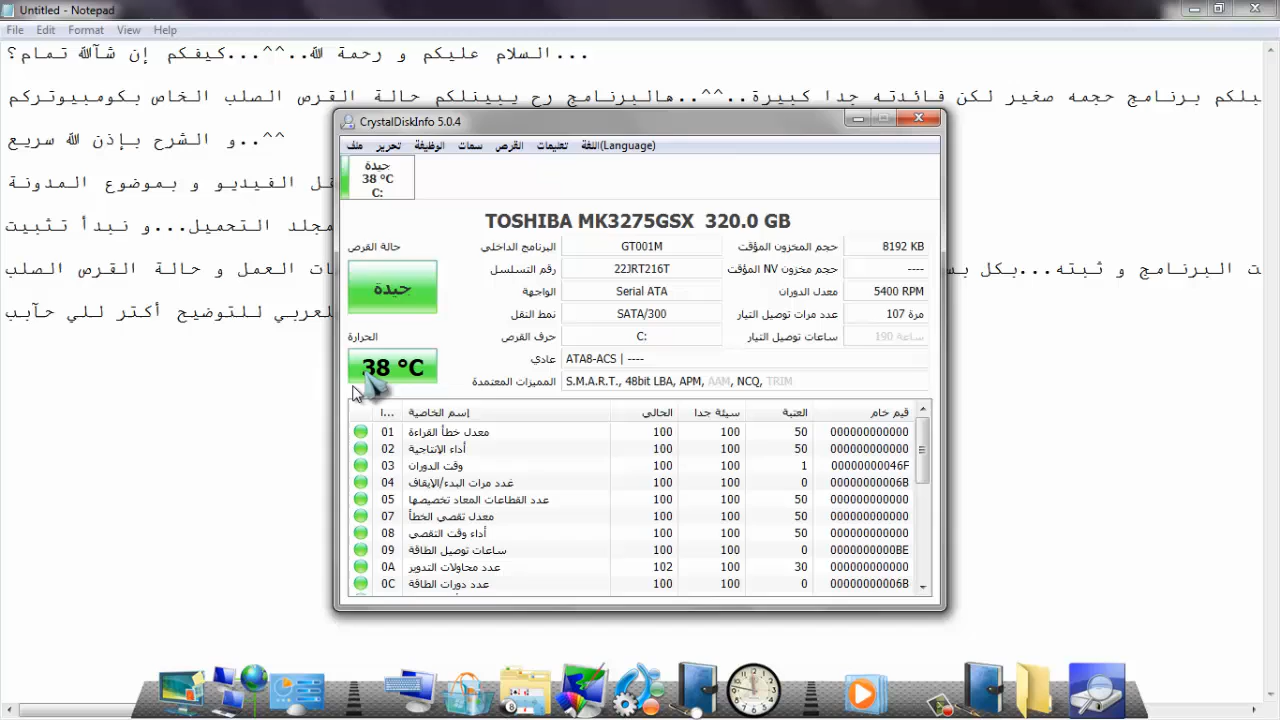 Untitled - Notepad
File Edit Format View Help
السلام عليكم و رحمة الله..^^...كيفكم إن شآالله تمام؟...
يلكم برنامج حجمه صغير لكن فائدته جدا كبيرة..^^..هالبرنامج رح يبينلكم حالة القرص الصلب الخاص بكومبيوتركم
و الشرح بإذن الله سريع..^^
قل الفيديو و بموضوع المدونة
مجلد التحميل...و نبدأ تثبيت
ت البرنامج و ثبته...بكل بس
ات العمل و حالة القرص الصلب
لعربي للتوضيح أكتر للي حآبب
CrystalDiskInfo 5.0.4
ملف تحرير الوظيفة سمات القرص تعليمات اللغة(Language)
جيدة
38 °C
C:
TOSHIBA MK3275GSX 320.0 GB
حالة القرص
جيدة
الحرارة
38 °C
البرنامج الداخلي GT001M حجم المخزون المؤقت 8192 KB
رقم التسلسل 22JRT216T حجم مخزون NV المؤقت ----
الواجهة Serial ATA معدل الدوران 5400 RPM
نمط النقل SATA/300 عدد مرات توصيل التيار 107 مرة
حرف القرص C: ساعات توصيل التيار 190 ساعة
عادي ATA8-ACS | ----
المميزات المعتمدة S.M.A.R.T., 48bit LBA, APM, AAM, NCQ, TRIM
ا... إسم الخاصية الحالي سيئة جدا العتبة قيم خام
01 معدل خطأ القراءة 100 100 50 000000000000
02 أداء الانتاجية 100 100 50 000000000000
03 وقت الدوران 100 100 1 00000000046F
04 عدد مرات البدء/الإيقاف 100 100 0 00000000006B
05 عدد القطاعات المعاد تخصيصها 100 100 50 000000000000
07 معدل تقصي الخطأ 100 100 50 000000000000
08 أداء وقت التقصي 100 100 50 000000000000
09 ساعات توصيل الطاقة 100 100 0 0000000000BE
0A عدد محاولات التدوير 102 100 30 000000000000
0C عدد دورات الطاقة 100 100 0 00000000006B